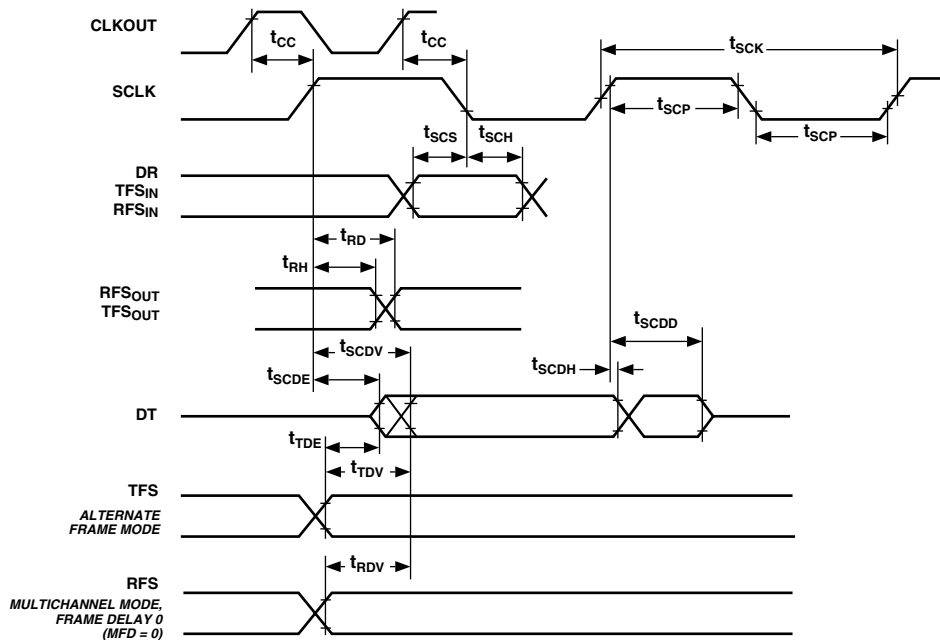 CLKOUT
tCC
tCC
tSCK
SCLK
tSCP
tSCP
tSCS
tSCH
DR
TFSIN
RFSIN
tRD
tRH
RFSOUT
TFSOUT
tSCDD
tSCDV
tSCDH
tSCDE
DT
tTDE
tTDV
TFS
ALTERNATE
FRAME MODE
tRDV
RFS
MULTICHANNEL MODE,
FRAME DELAY 0
(MFD = 0)